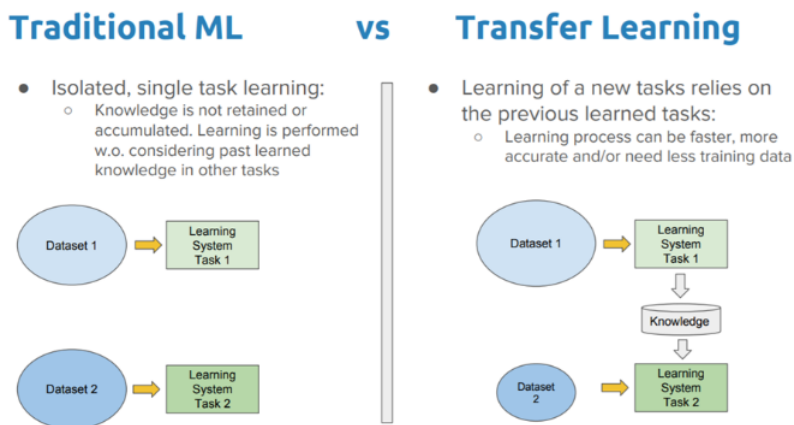 Traditional ML vs Transfer Learning
● Isolated, single task learning:
○ Knowledge is not retained or
accumulated. Learning is performed
w.o. considering past learned
knowledge in other tasks
Dataset 1
Learning
System
Task 1
Dataset 2
Learning
System
Task 2
● Learning of a new tasks relies on
the previous learned tasks:
○ Learning process can be faster, more
accurate and/or need less training data
Dataset 1
Learning
System
Task 1
Knowledge
Dataset
2
Learning
System
Task 2